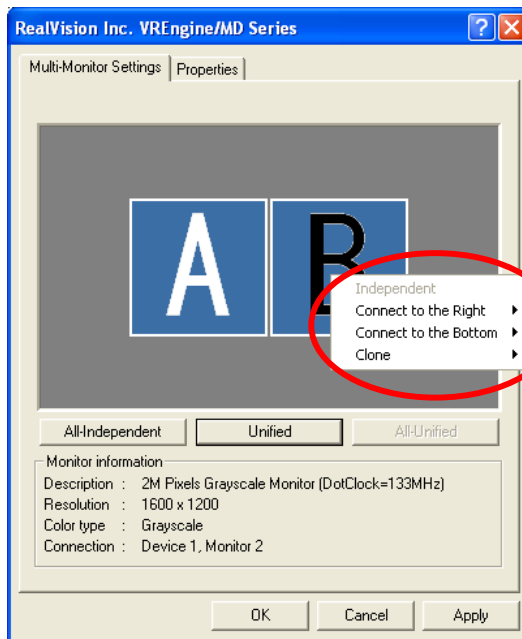 RealVision Inc. VREngine/MD Series
Multi-Monitor Settings Properties
A B
Independent
Connect to the Right
Connect to the Bottom
Clone
All-Independent Unified All-Unified
Monitor information
Description : 2M Pixels Grayscale Monitor (DotClock=133MHz)
Resolution : 1600 x 1200
Color type : Grayscale
Connection : Device 1, Monitor 2
OK Cancel Apply